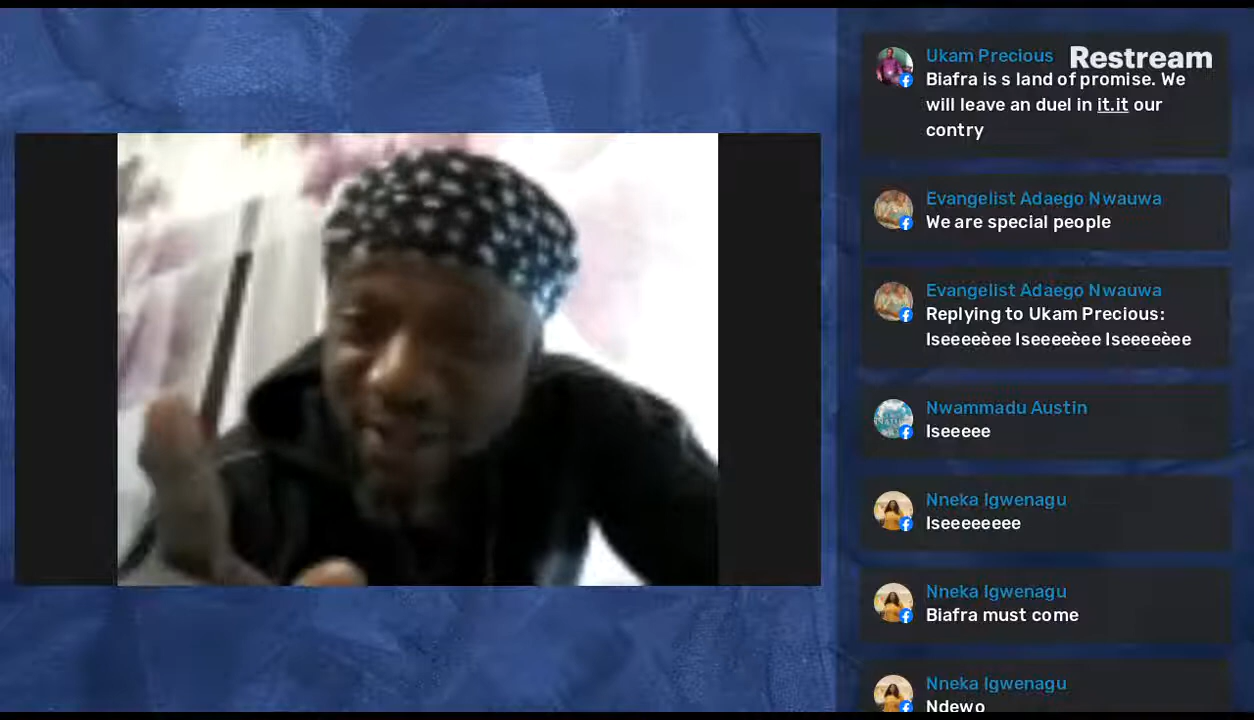 Restream
Ukam Precious
Biafra is s land of promise. We
will leave an duel in it.it our
contry
Evangelist Adaego Nwauwa
We are special people
Evangelist Adaego Nwauwa
Replying to Ukam Precious:
Iseeeeèee Iseeeeèee Iseeeeèee
Nwammadu Austin
Iseeeee
Nneka Igwenagu
Iseeeeeeee
Nneka Igwenagu
Biafra must come
Nneka Igwenagu
Ndewo